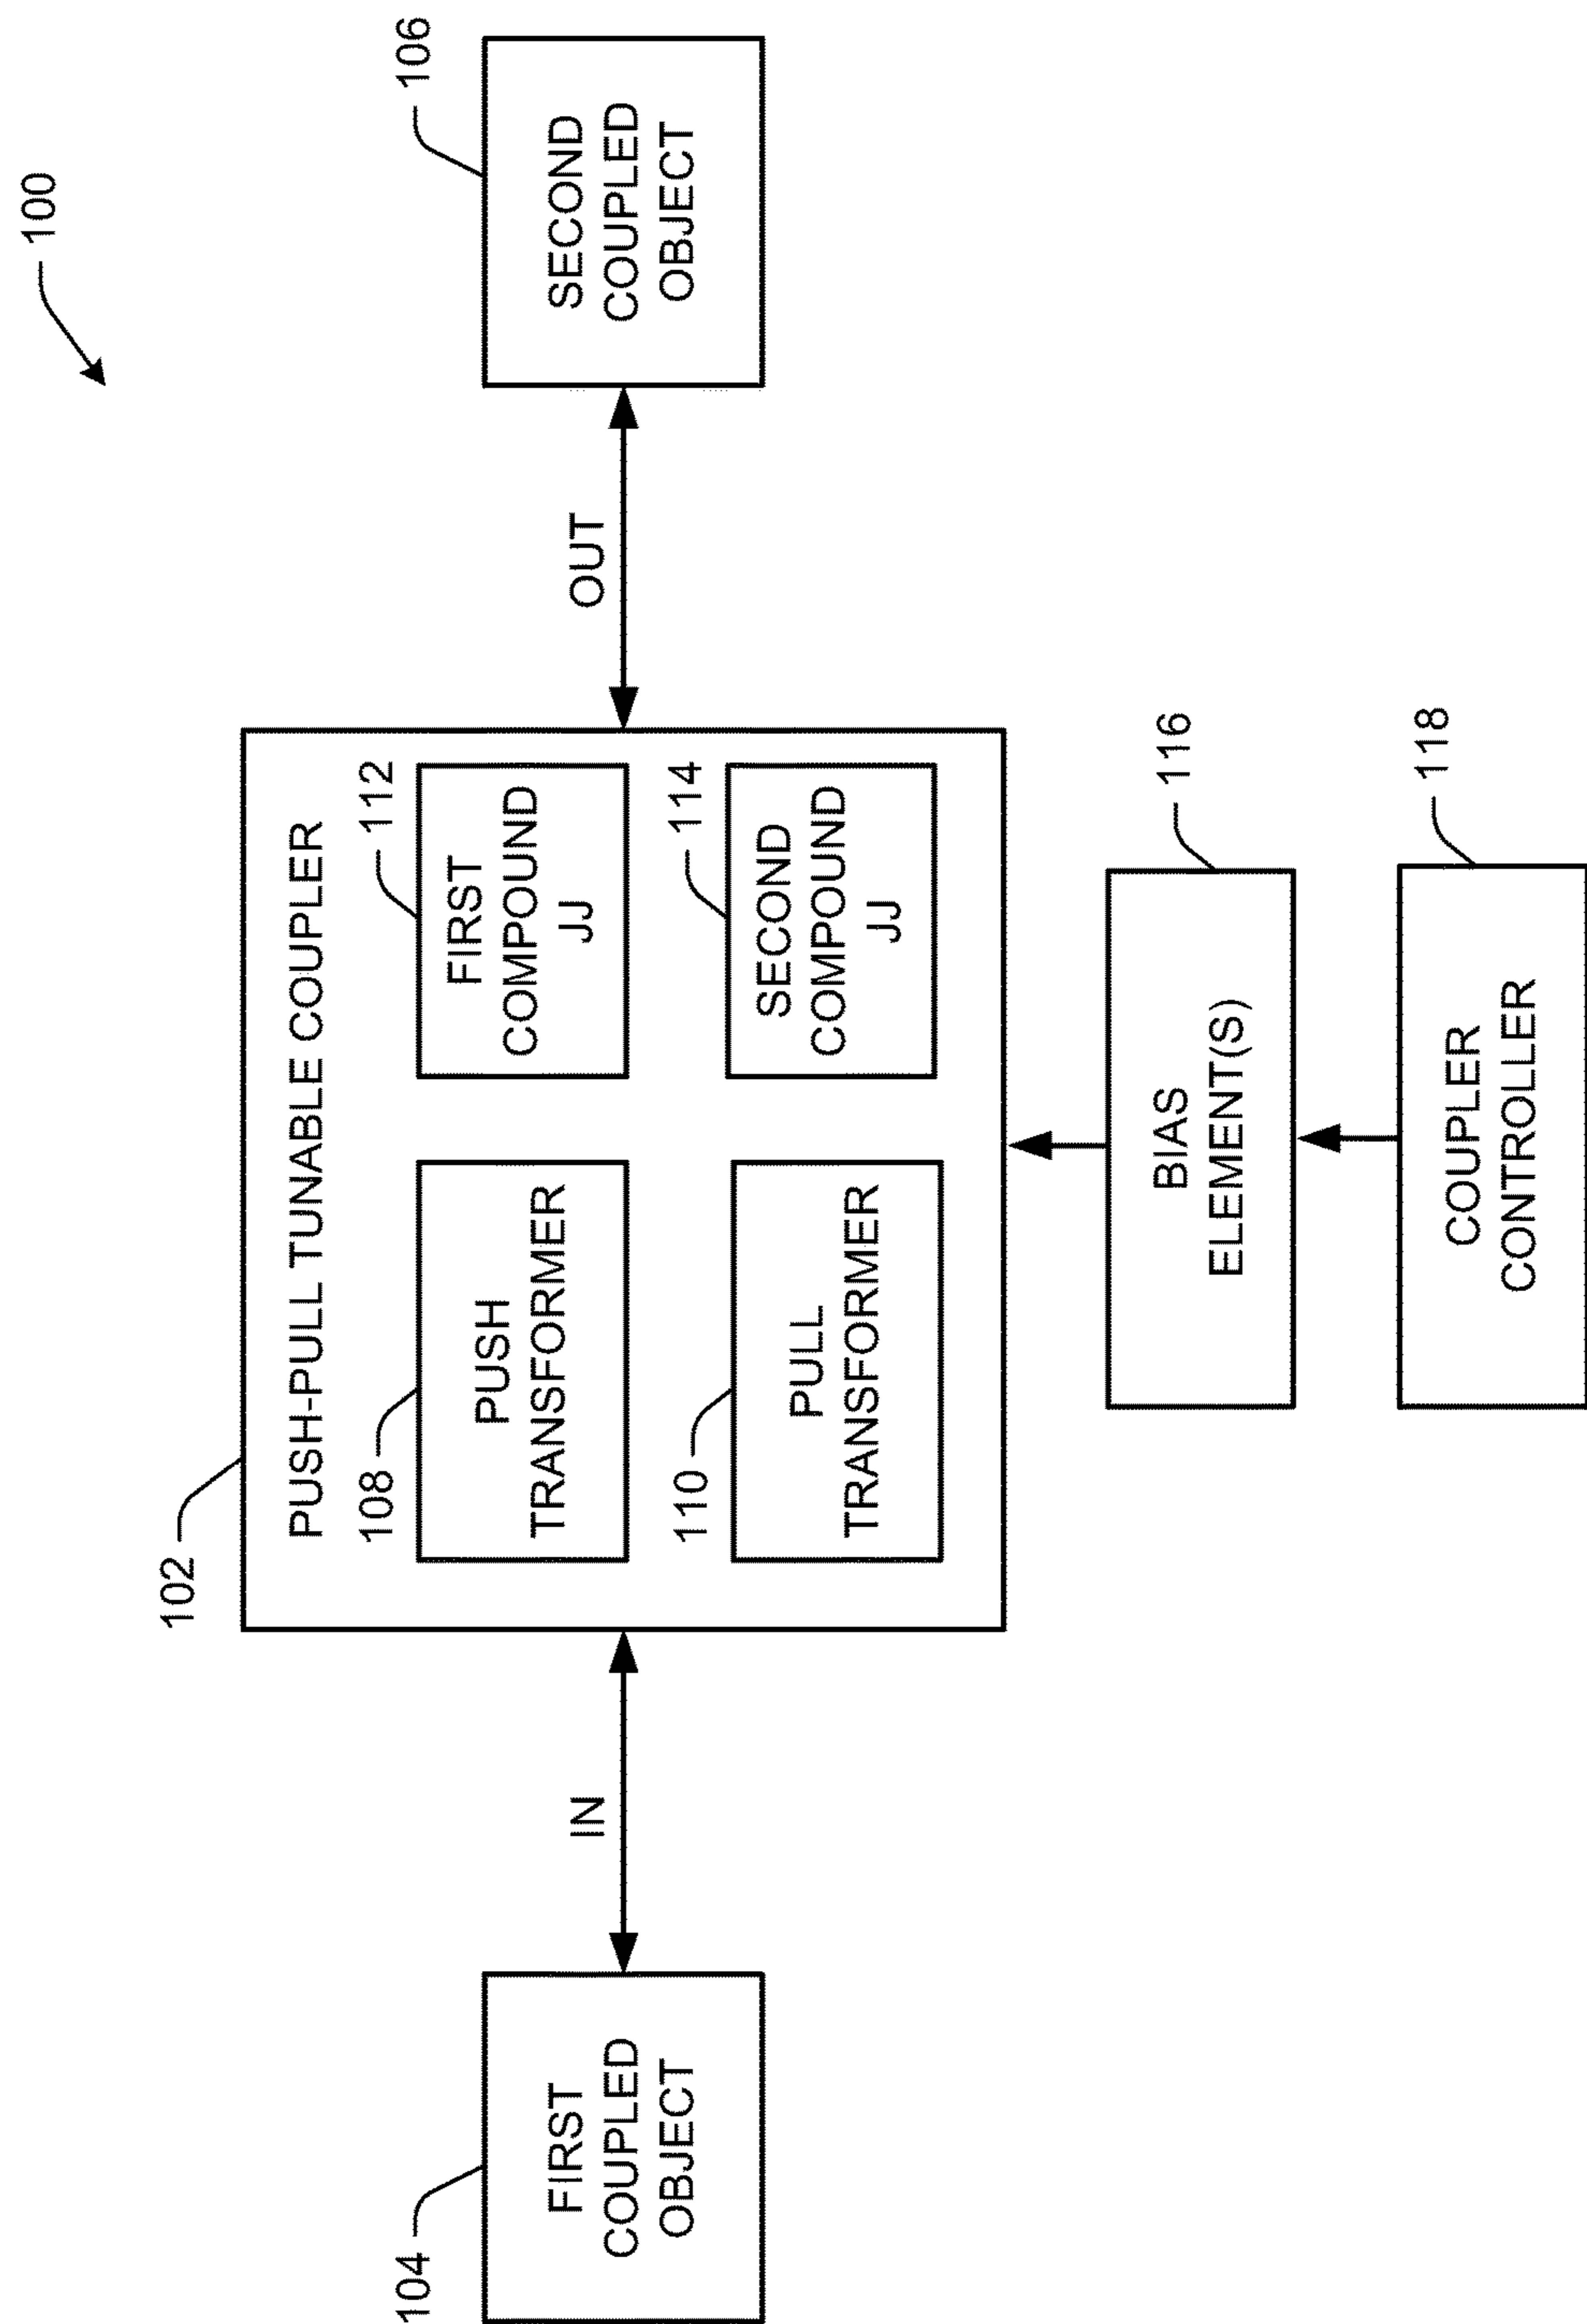 100
102
PUSH-PULL TUNABLE COUPLER
104
FIRST
COUPLED
OBJECT
IN
108
PUSH
TRANSFORMER
112
FIRST
COMPOUND
JJ
110
PULL
TRANSFORMER
114
SECOND
COMPOUND
JJ
OUT
106
SECOND
COUPLED
OBJECT
BIAS
ELEMENT(S)
116
COUPLER
CONTROLLER
118